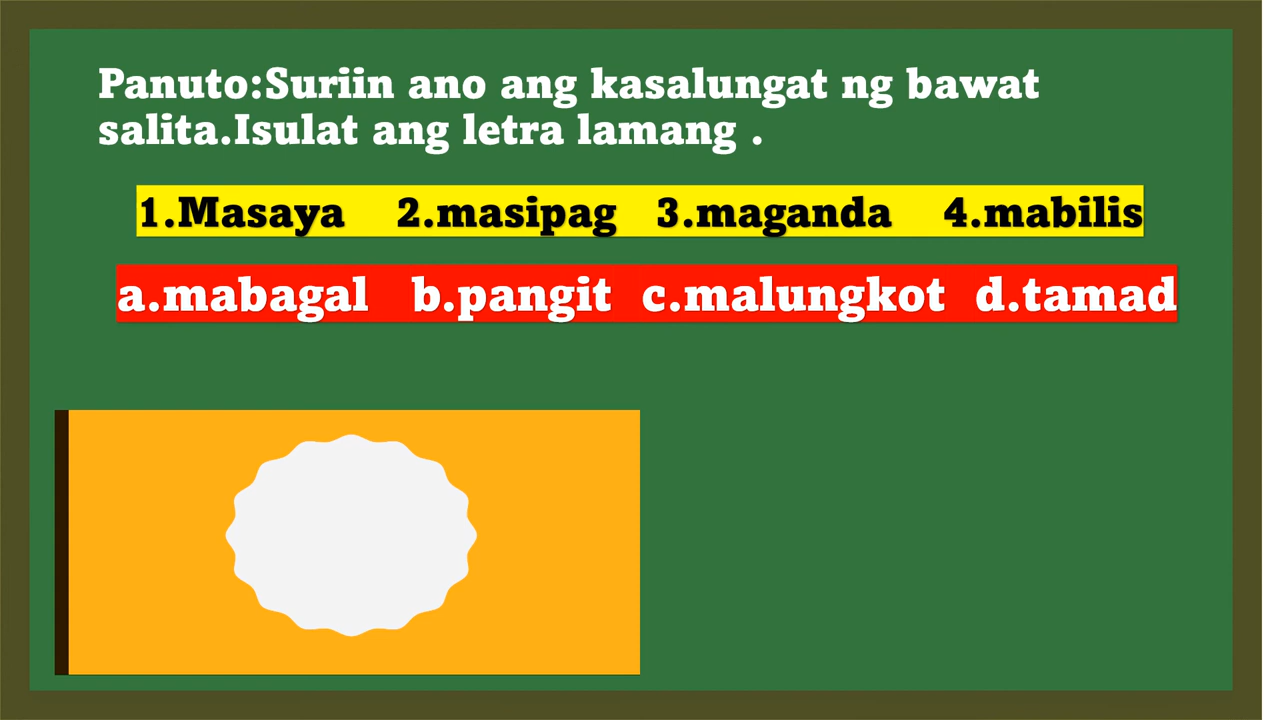 Panuto:Suriin ano ang kasalungat ng bawat
salita.Isulat ang letra lamang .
1.Masaya 2.masipag 3.maganda 4.mabilis
a.mabagal b.pangit c.malungkot d.tamad